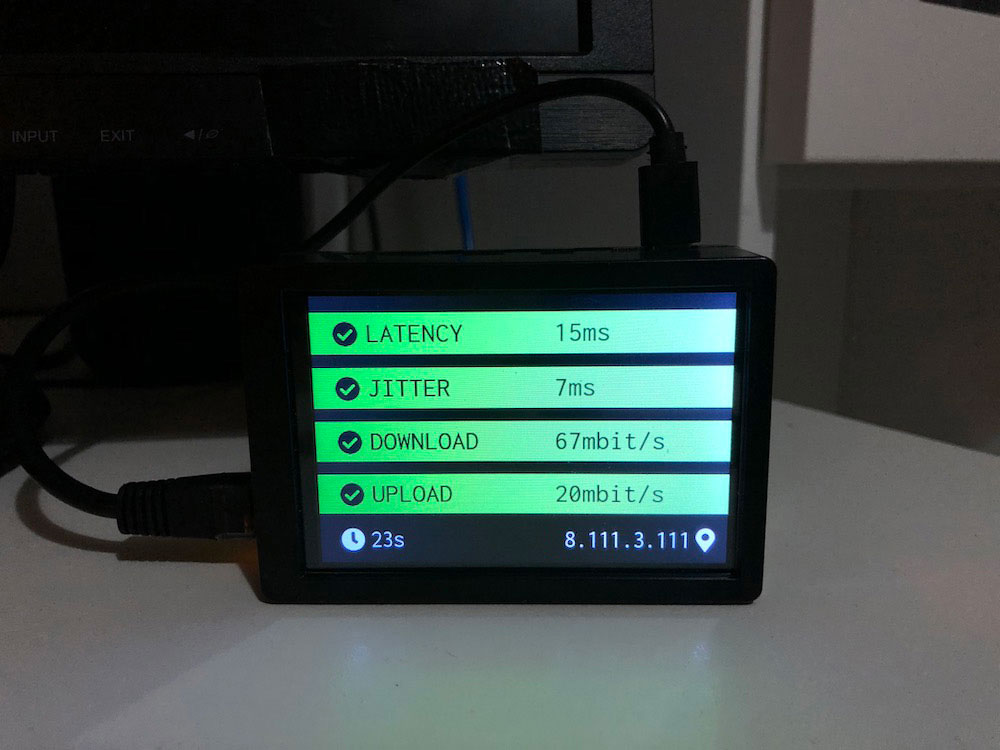 INPUT EXIT ◀/
LATENCY 15ms
JITTER 7ms
DOWNLOAD 67mbit/s
UPLOAD 20mbit/s
23s 8.111.3.111